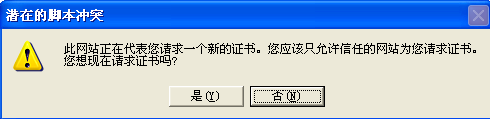 潜在的脚本冲突
此网站正在代表您请求一个新的证书。您应该只允许信任的网站为您请求证书。
您想现在请求证书吗?
是(Y)
否(N)